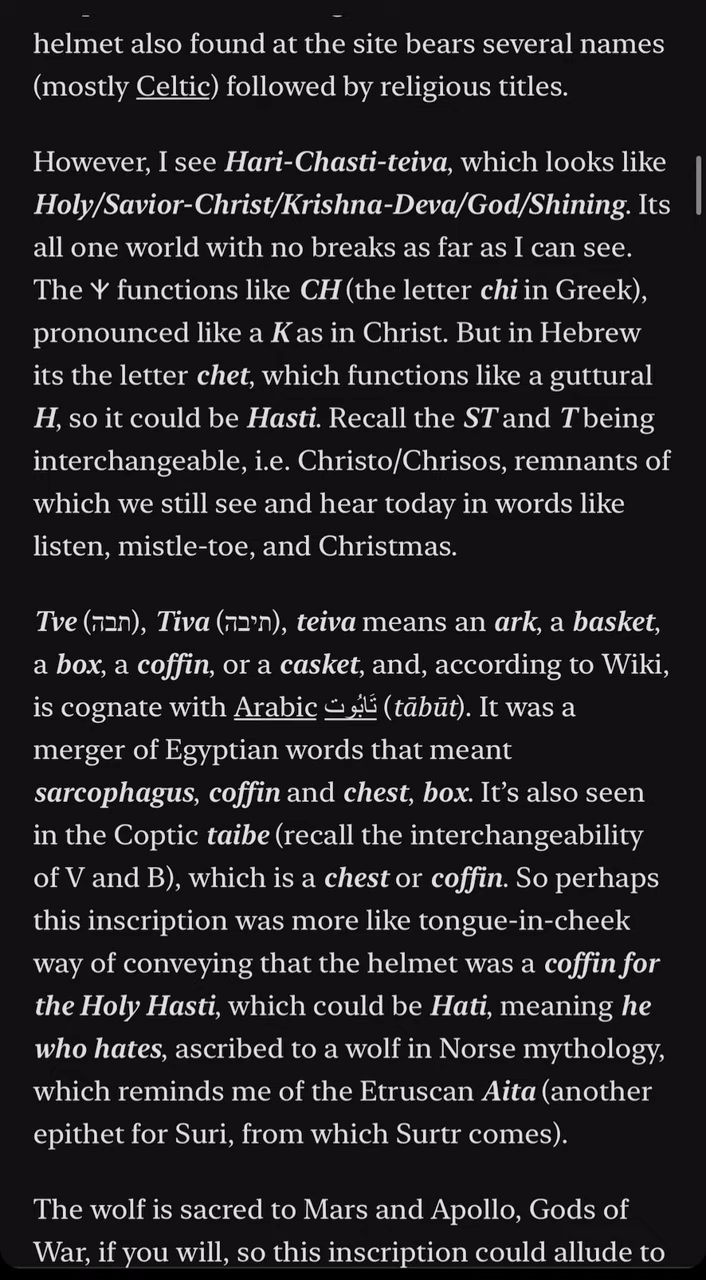 helmet also found at the site bears several names
(mostly Celtic) followed by religious titles.
However, I see Hari-Chasti-teiva, which looks like
Holy/Savior-Christ/Krishna-Deva/God/Shining. Its
all one world with no breaks as far as I can see.
The ᛉ functions like CH (the letter chi in Greek),
pronounced like a K as in Christ. But in Hebrew
its the letter chet, which functions like a guttural
H, so it could be Hasti. Recall the ST and T being
interchangeable, i.e. Christo/Chrisos, remnants of
which we still see and hear today in words like
listen, mistle-toe, and Christmas.
Tve (תבה), Tiva (תיבה), teiva means an ark, a basket,
a box, a coffin, or a casket, and, according to Wiki,
is cognate with Arabic تَابُوت (tābūt). It was a
merger of Egyptian words that meant
sarcophagus, coffin and chest, box. It’s also seen
in the Coptic taibe (recall the interchangeability
of V and B), which is a chest or coffin. So perhaps
this inscription was more like tongue-in-cheek
way of conveying that the helmet was a coffin for
the Holy Hasti, which could be Hati, meaning he
who hates, ascribed to a wolf in Norse mythology,
which reminds me of the Etruscan Aita (another
epithet for Suri, from which Surtr comes).
The wolf is sacred to Mars and Apollo, Gods of
War, if you will, so this inscription could allude to